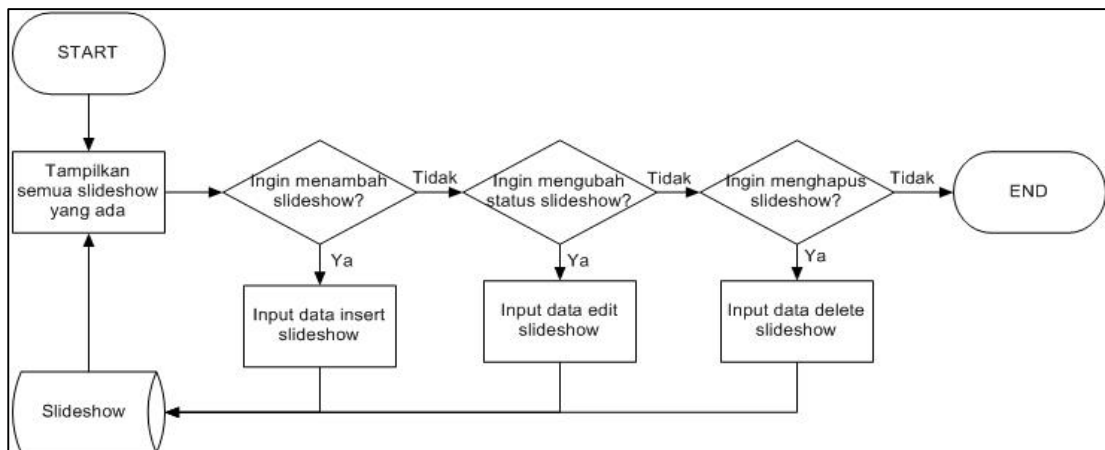 START
Tampilkan
semua slideshow
yang ada
Ingin menambah
slideshow?
Tidak
Ingin mengubah
status slideshow?
Tidak
Ingin menghapus
slideshow?
Tidak
END
Ya
Ya
Ya
Input data insert
slideshow
Input data edit
slideshow
Input data delete
slideshow
Slideshow